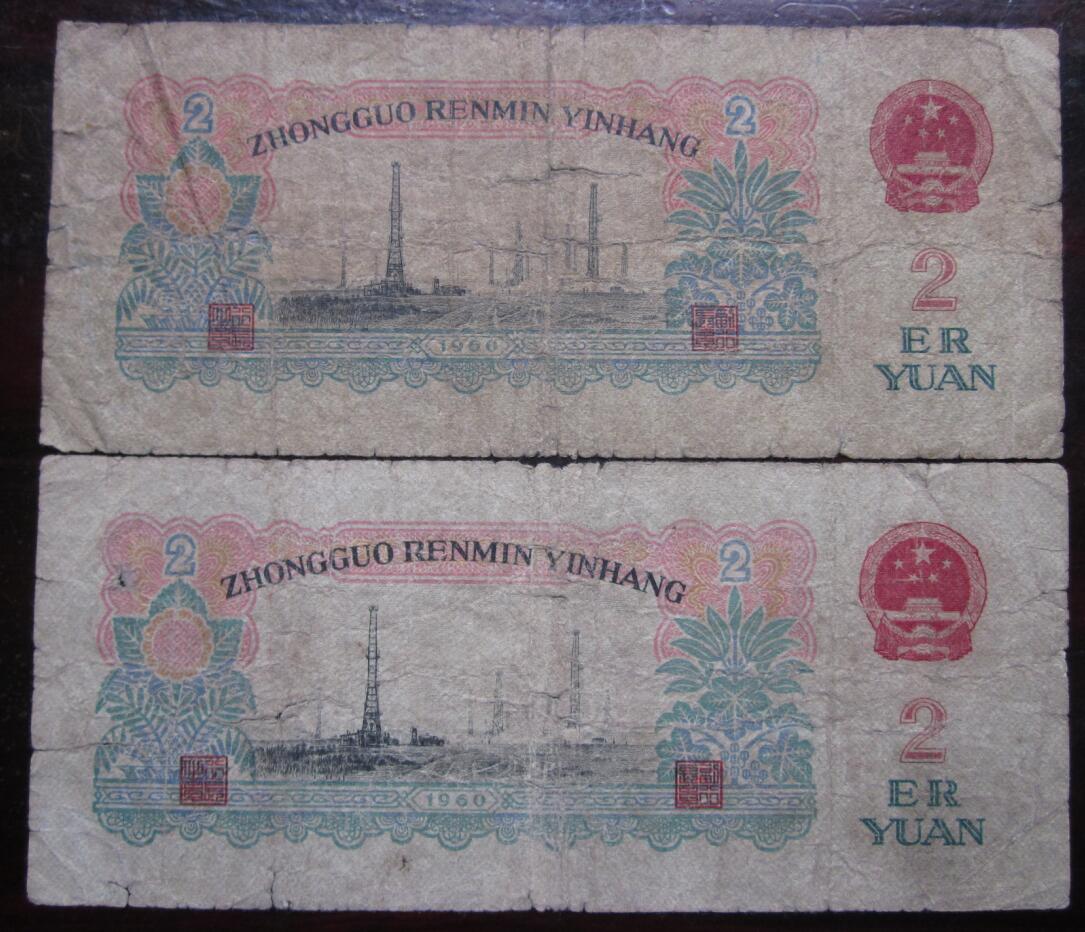 2 2
ZHONGGUO RENMIN YINHANG
2
ER
YUAN
1960
2 2
ZHONGGUO RENMIN YINHANG
2
ER
YUAN
1960